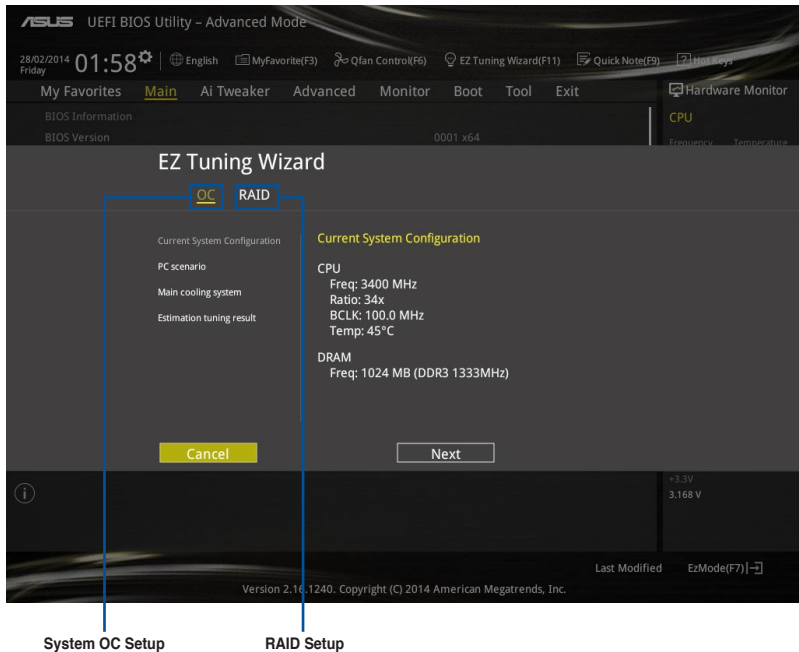 ASUS UEFI BIOS Utility – Advanced Mode
28/02/2014 Friday 01:58 English MyFavorite(F3) Qfan Control(F6) EZ Tuning Wizard(F11) Quick Note(F9) ? Hot Keys
My Favorites Main Ai Tweaker Advanced Monitor Boot Tool Exit Hardware Monitor
BIOS Information CPU
BIOS Version 0001 x64 Frequency Temperature
EZ Tuning Wizard
OC RAID
Current System Configuration
PC scenario
Main cooling system
Estimation tuning result
Current System Configuration
CPU
Freq: 3400 MHz
Ratio: 34x
BCLK: 100.0 MHz
Temp: 45°C
DRAM
Freq: 1024 MB (DDR3 1333MHz)
Cancel Next
+3.3V
3.168 V
Last Modified EzMode(F7)
Version 2.16.1240. Copyright (C) 2014 American Megatrends, Inc.
System OC Setup RAID Setup